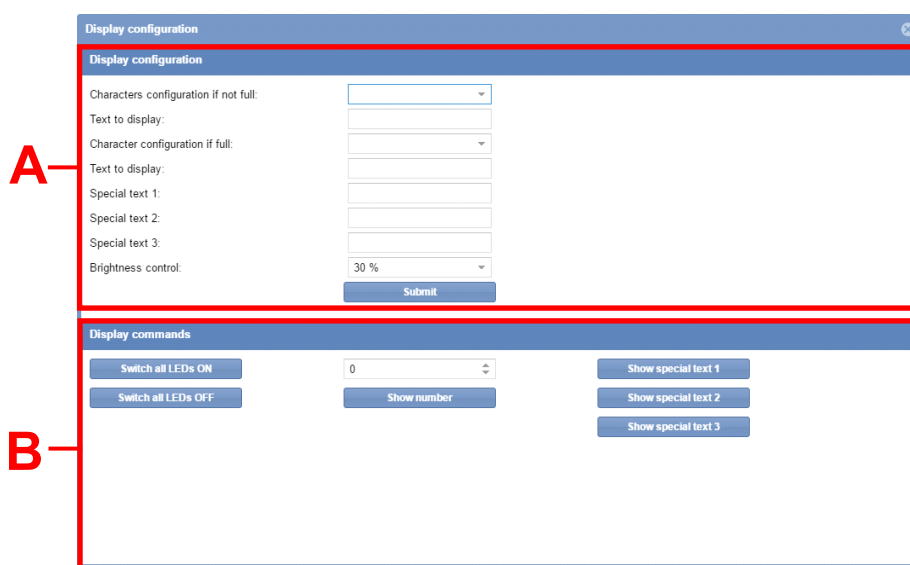 Display configuration
Display configuration
Characters configuration if not full:
Text to display:
Character configuration if full:
Text to display:
Special text 1:
Special text 2:
Special text 3:
Brightness control: 30 %
Submit
A
Display commands
Switch all LEDs ON 0 Show special text 1
Switch all LEDs OFF Show number Show special text 2
Show special text 3
B